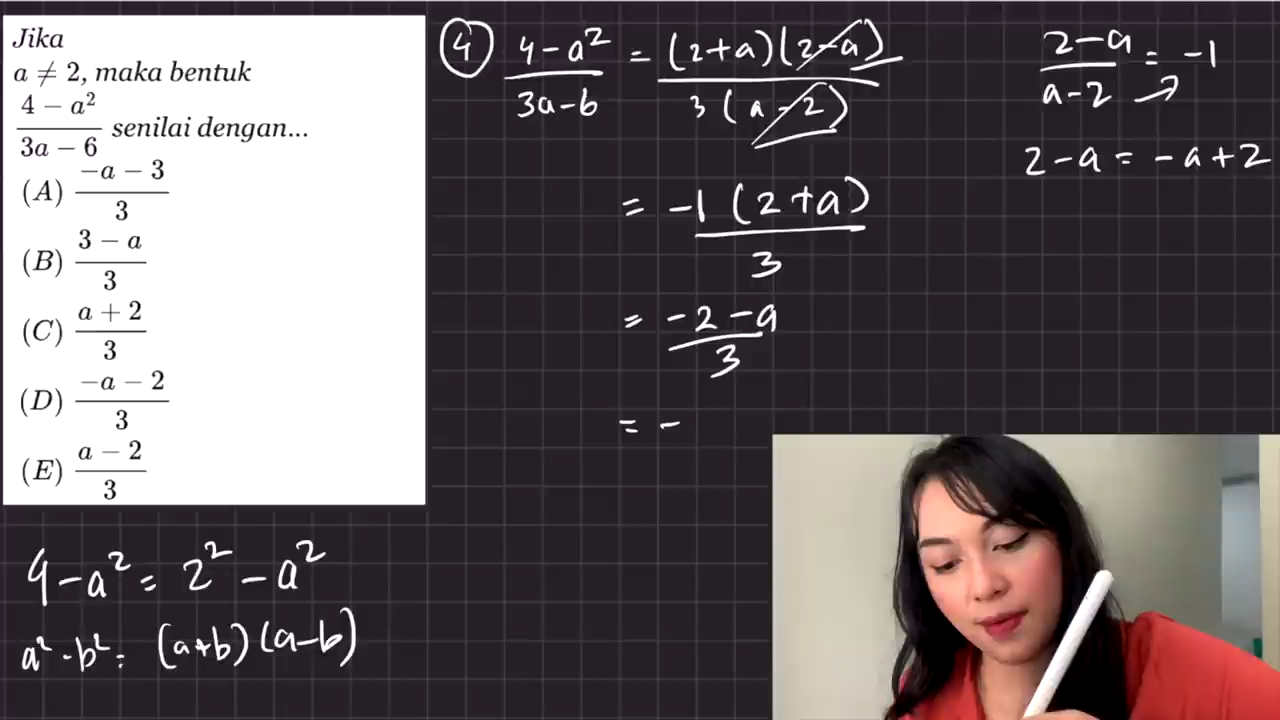 Jika
a ≠ 2, maka bentuk
(4 − a²)/(3a − 6) senilai dengan...
(A) (−a − 3)/3
(B) (3 − a)/3
(C) (a + 2)/3
(D) (−a − 2)/3
(E) (a − 2)/3
4 − a² = 2² − a²
a² - b² = (a+b)(a−b)
④ (4 − a²)/(3a − 6) = (2+a)(2−a)/3(a−2)
= −1(2+a)/3
= (−2 − a)/3
= −
(2−a)/(a−2) = −1
2 − a = −a + 2